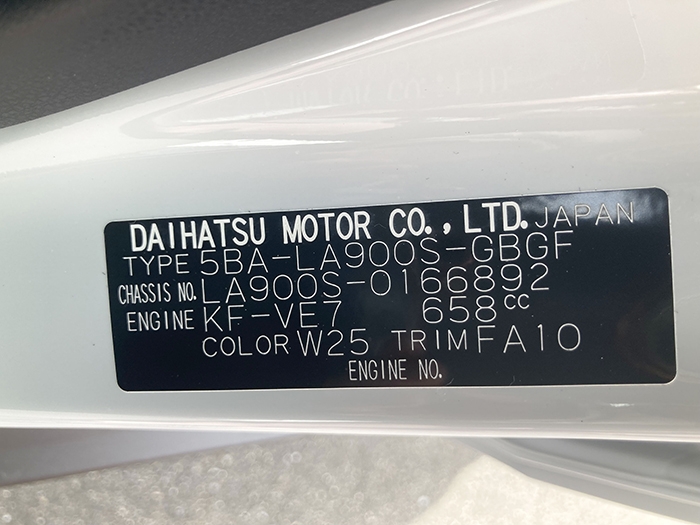 DAIHATSU MOTOR CO., LTD. JAPAN
TYPE 5BA-LA900S-GBGF
CHASSIS NO. LA900S-0166892
ENGINE KF-VE7 658cc
COLOR W25 TRIM FA10
ENGINE NO.